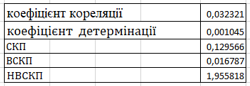 коефіцієнт кореляції 0,032321
коефіцієнт детермінації 0,001045
СКП 0,129566
ВСКП 0,016787
НВСКП 1,955818